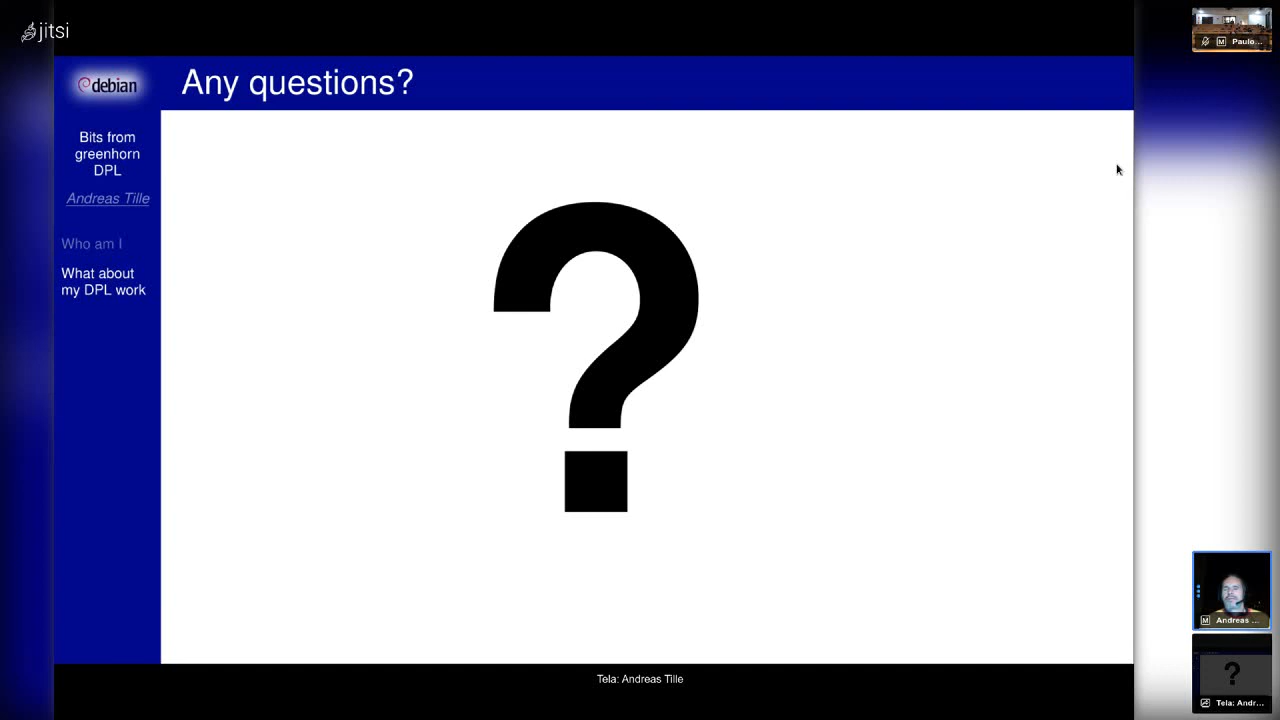 jitsi
Paulo...
debian
Any questions?
Bits from
greenhorn
DPL
Andreas Tille
Who am I
What about
my DPL work
?
M
Andreas ...
?
Tela: Andr...
Tela: Andreas Tille